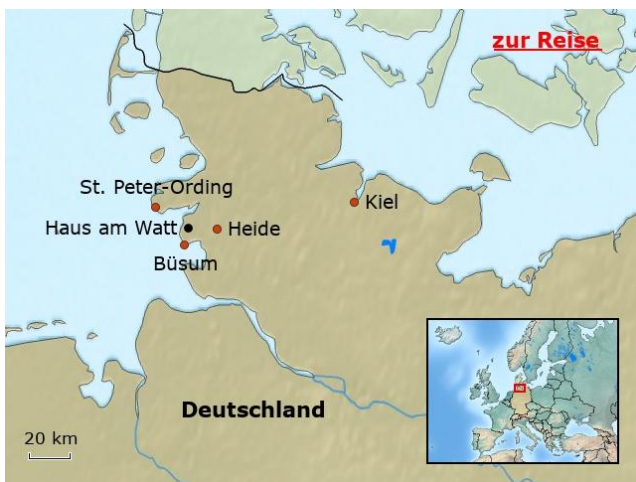 zur Reise
St. Peter-Ording
Kiel
Haus am Watt
Heide
Büsum
Deutschland
20 km